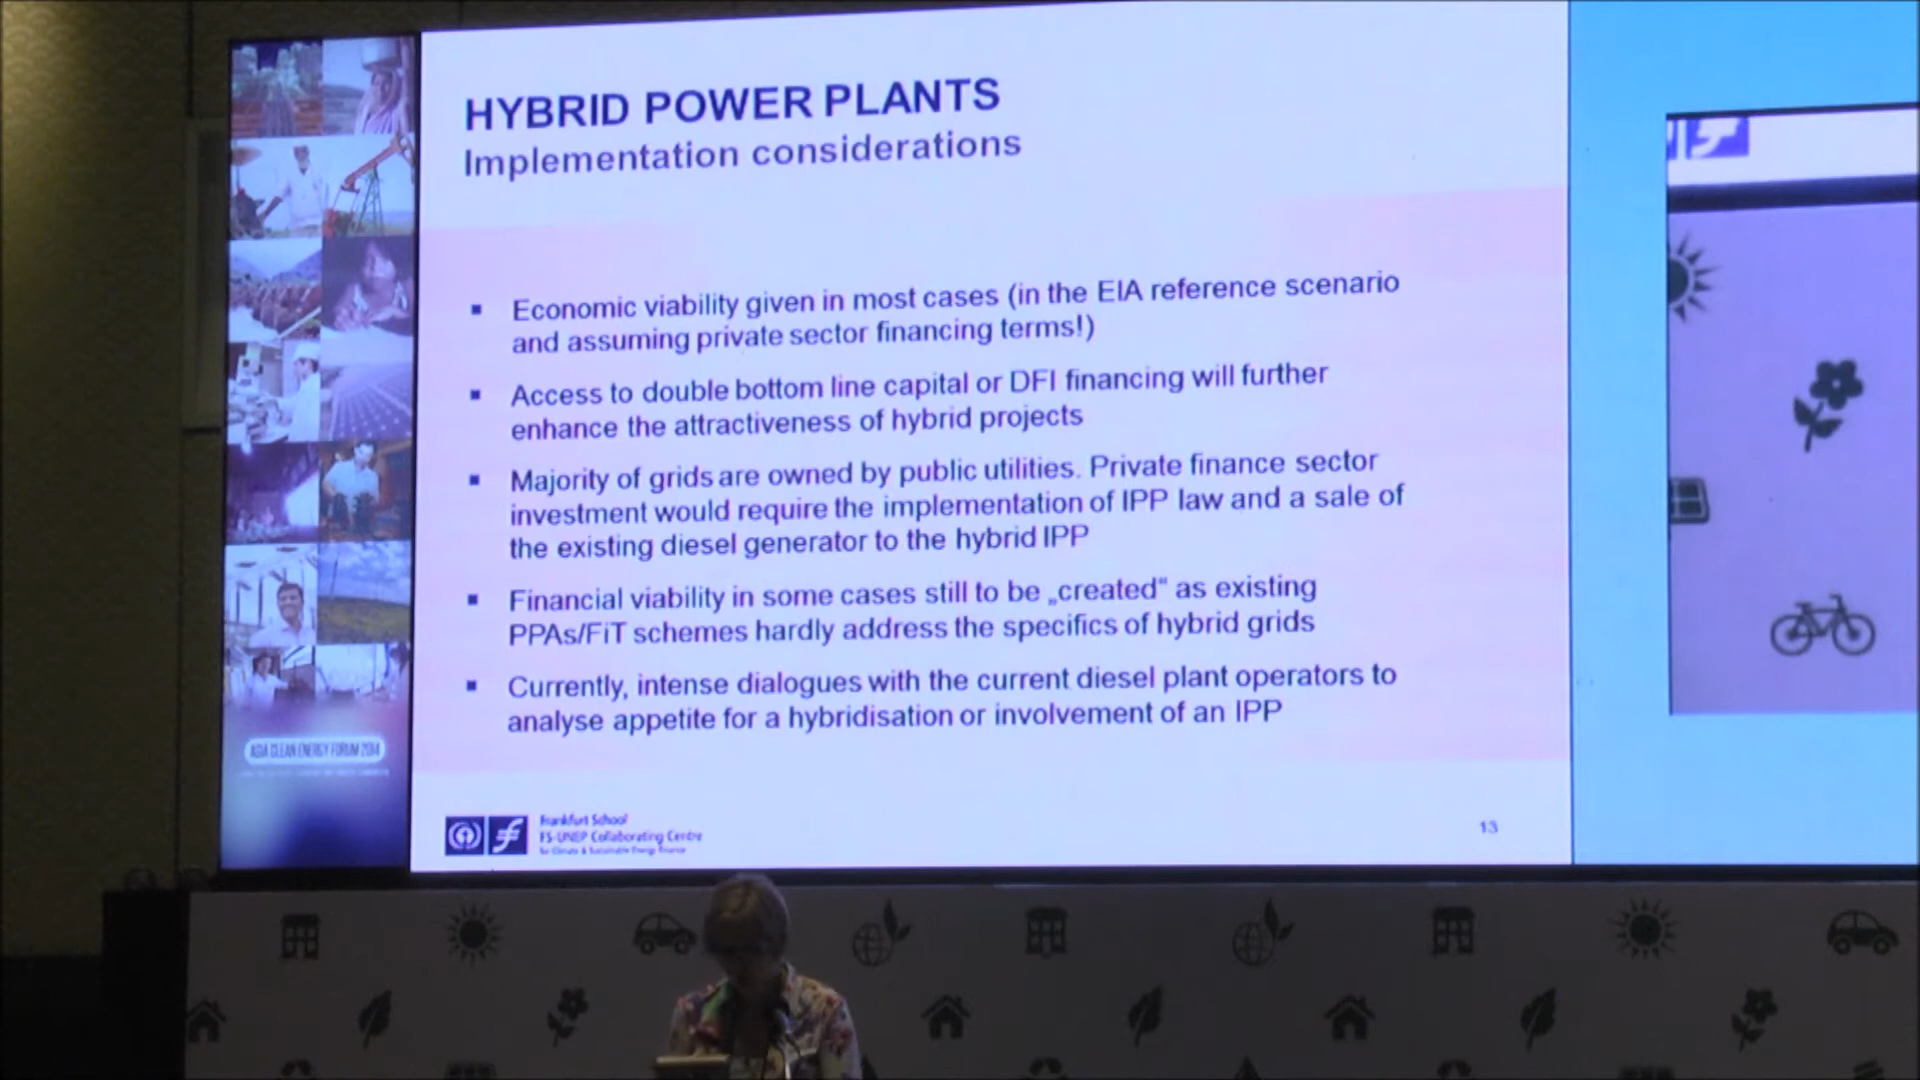 HYBRID POWER PLANTS
Implementation considerations
▪ Economic viability given in most cases (in the EIA reference scenario
and assuming private sector financing terms!)
▪ Access to double bottom line capital or DFI financing will further
enhance the attractiveness of hybrid projects
▪ Majority of grids are owned by public utilities. Private finance sector
investment would require the implementation of IPP law and a sale of
the existing diesel generator to the hybrid IPP
▪ Financial viability in some cases still to be „created“ as existing
PPAs/FiT schemes hardly address the specifics of hybrid grids
▪ Currently, intense dialogues with the current diesel plant operators to
analyse appetite for a hybridisation or involvement of an IPP
ASIA CLEAN ENERGY FORUM 2014
Frankfurt School
FS-UNEP Collaborating Centre
for Climate & Sustainable Energy Finance
13